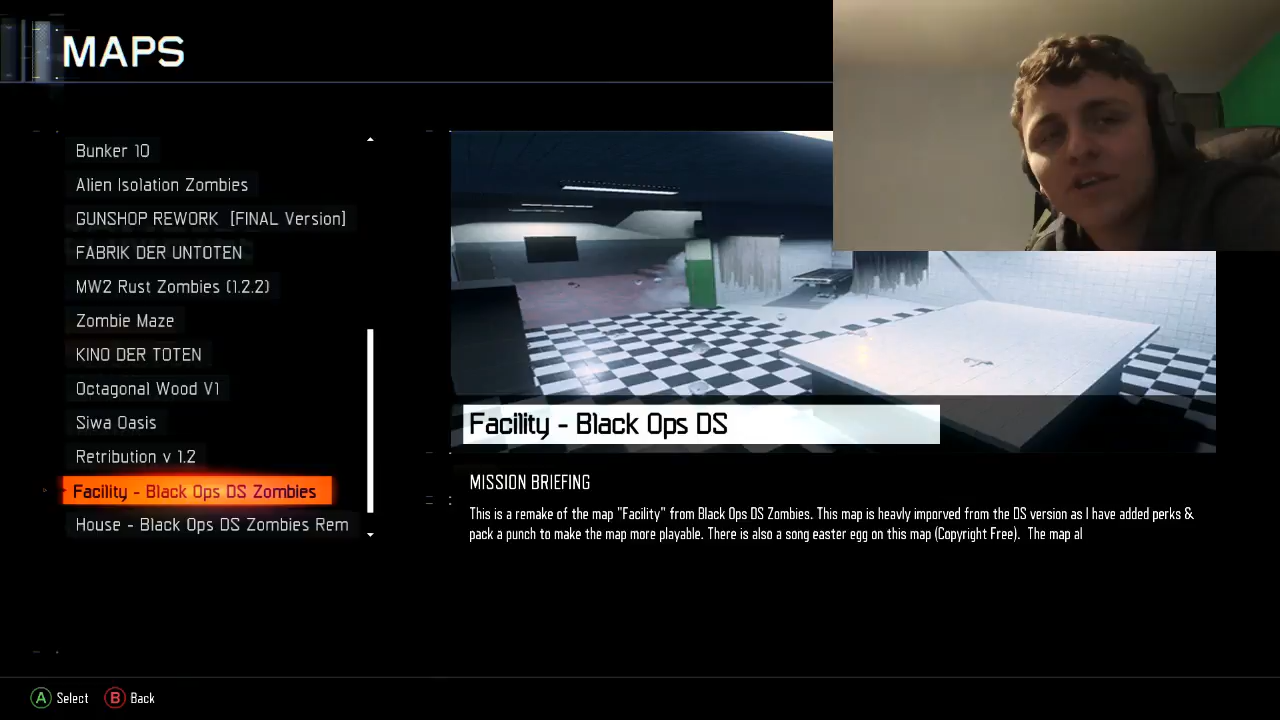 MAPS
Bunker 10
Alien Isolation Zombies
GUNSHOP REWORK [FINAL Version]
FABRIK DER UNTOTEN
MW2 Rust Zombies (1.2.2)
Zombie Maze
KINO DER TOTEN
Octagonal Wood V1
Siwa Oasis
Retribution v 1.2
Facility - Black Ops DS Zombies
House - Black Ops DS Zombies Rem
Facility - Black Ops DS
MISSION BRIEFING
This is a remake of the map "Facility" from Black Ops DS Zombies. This map is heavly imporved from the DS version as I have added perks &
pack a punch to make the map more playable. There is also a song easter egg on this map (Copyright Free). The map al
A Select B Back